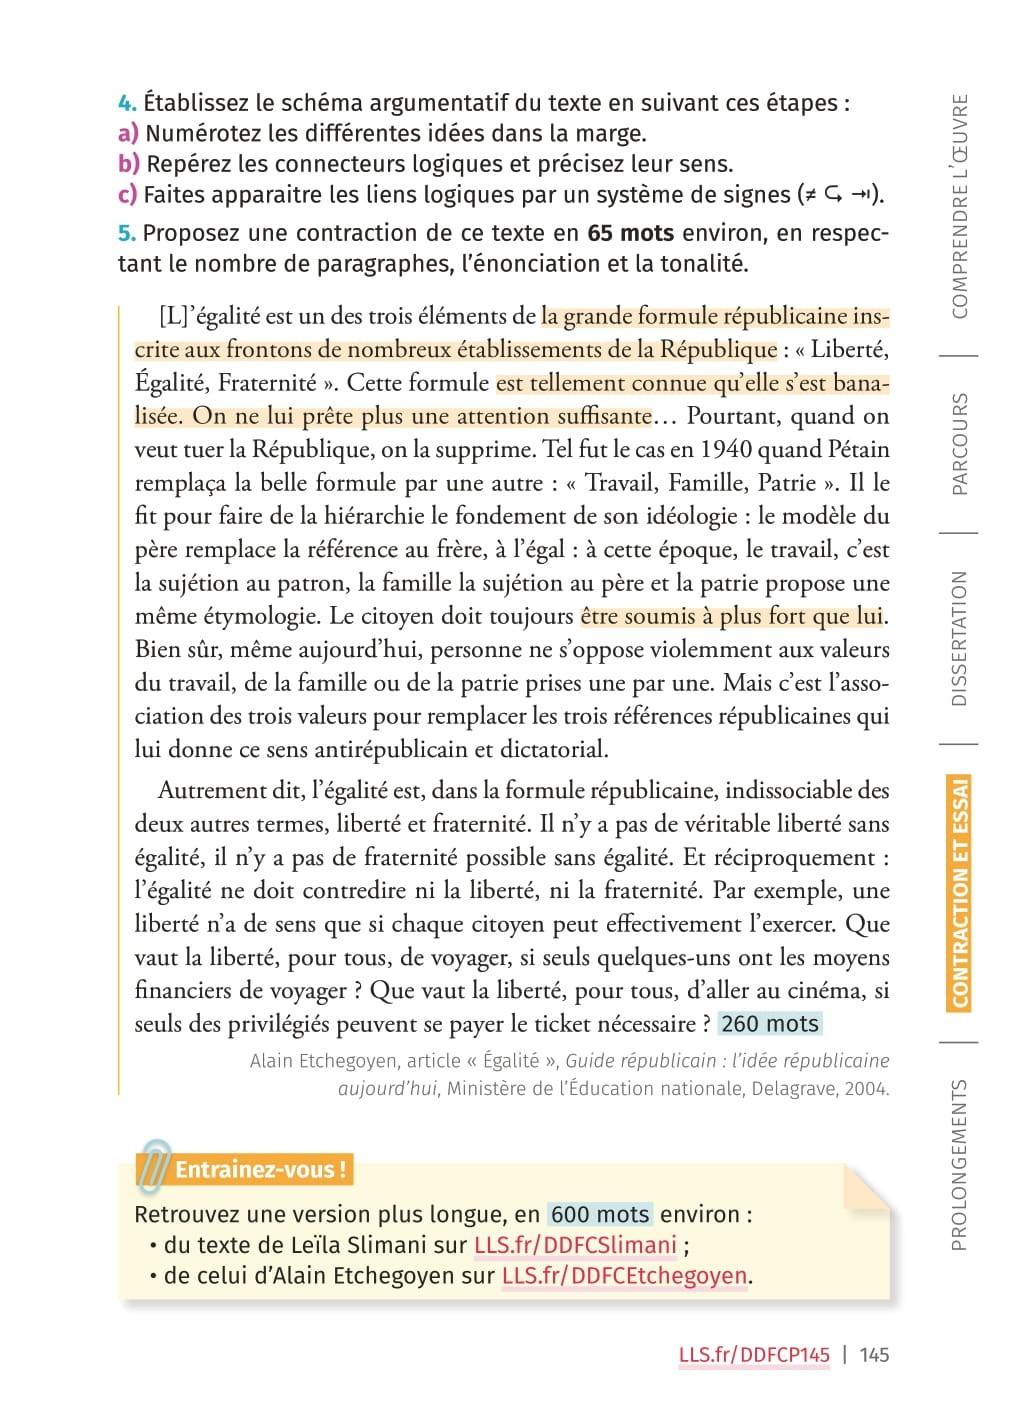 4. Établissez le schéma argumentatif du texte en suivant ces étapes :
a) Numérotez les différentes idées dans la marge.
b) Repérez les connecteurs logiques et précisez leur sens.
c) Faites apparaitre les liens logiques par un système de signes (≠ ⮎ ⇥).
5. Proposez une contraction de ce texte en 65 mots environ, en respec-
tant le nombre de paragraphes, l’énonciation et la tonalité.
[L]’égalité est un des trois éléments de la grande formule républicaine ins-
crite aux frontons de nombreux établissements de la République : « Liberté,
Égalité, Fraternité ». Cette formule est tellement connue qu’elle s’est bana-
lisée. On ne lui prête plus une attention suffisante… Pourtant, quand on
veut tuer la République, on la supprime. Tel fut le cas en 1940 quand Pétain
remplaça la belle formule par une autre : « Travail, Famille, Patrie ». Il le
fit pour faire de la hiérarchie le fondement de son idéologie : le modèle du
père remplace la référence au frère, à l’égal : à cette époque, le travail, c’est
la sujétion au patron, la famille la sujétion au père et la patrie propose une
même étymologie. Le citoyen doit toujours être soumis à plus fort que lui.
Bien sûr, même aujourd’hui, personne ne s’oppose violemment aux valeurs
du travail, de la famille ou de la patrie prises une par une. Mais c’est l’asso-
ciation des trois valeurs pour remplacer les trois références républicaines qui
lui donne ce sens antirépublicain et dictatorial.
Autrement dit, l’égalité est, dans la formule républicaine, indissociable des
deux autres termes, liberté et fraternité. Il n’y a pas de véritable liberté sans
égalité, il n’y a pas de fraternité possible sans égalité. Et réciproquement :
l’égalité ne doit contredire ni la liberté, ni la fraternité. Par exemple, une
liberté n’a de sens que si chaque citoyen peut effectivement l’exercer. Que
vaut la liberté, pour tous, de voyager, si seuls quelques-uns ont les moyens
financiers de voyager ? Que vaut la liberté, pour tous, d’aller au cinéma, si
seuls des privilégiés peuvent se payer le ticket nécessaire ? 260 mots
Alain Etchegoyen, article « Égalité », Guide républicain : l’idée républicaine
aujourd’hui, Ministère de l’Éducation nationale, Delagrave, 2004.
Entrainez-vous !
Retrouvez une version plus longue, en 600 mots environ :
• du texte de Leïla Slimani sur LLS.fr/DDFCSlimani ;
• de celui d’Alain Etchegoyen sur LLS.fr/DDFCEtchegoyen.
LLS.fr/DDFCP145 | 145
COMPRENDRE L’ŒUVRE
PARCOURS
DISSERTATION
CONTRACTION ET ESSAI
PROLONGEMENTS